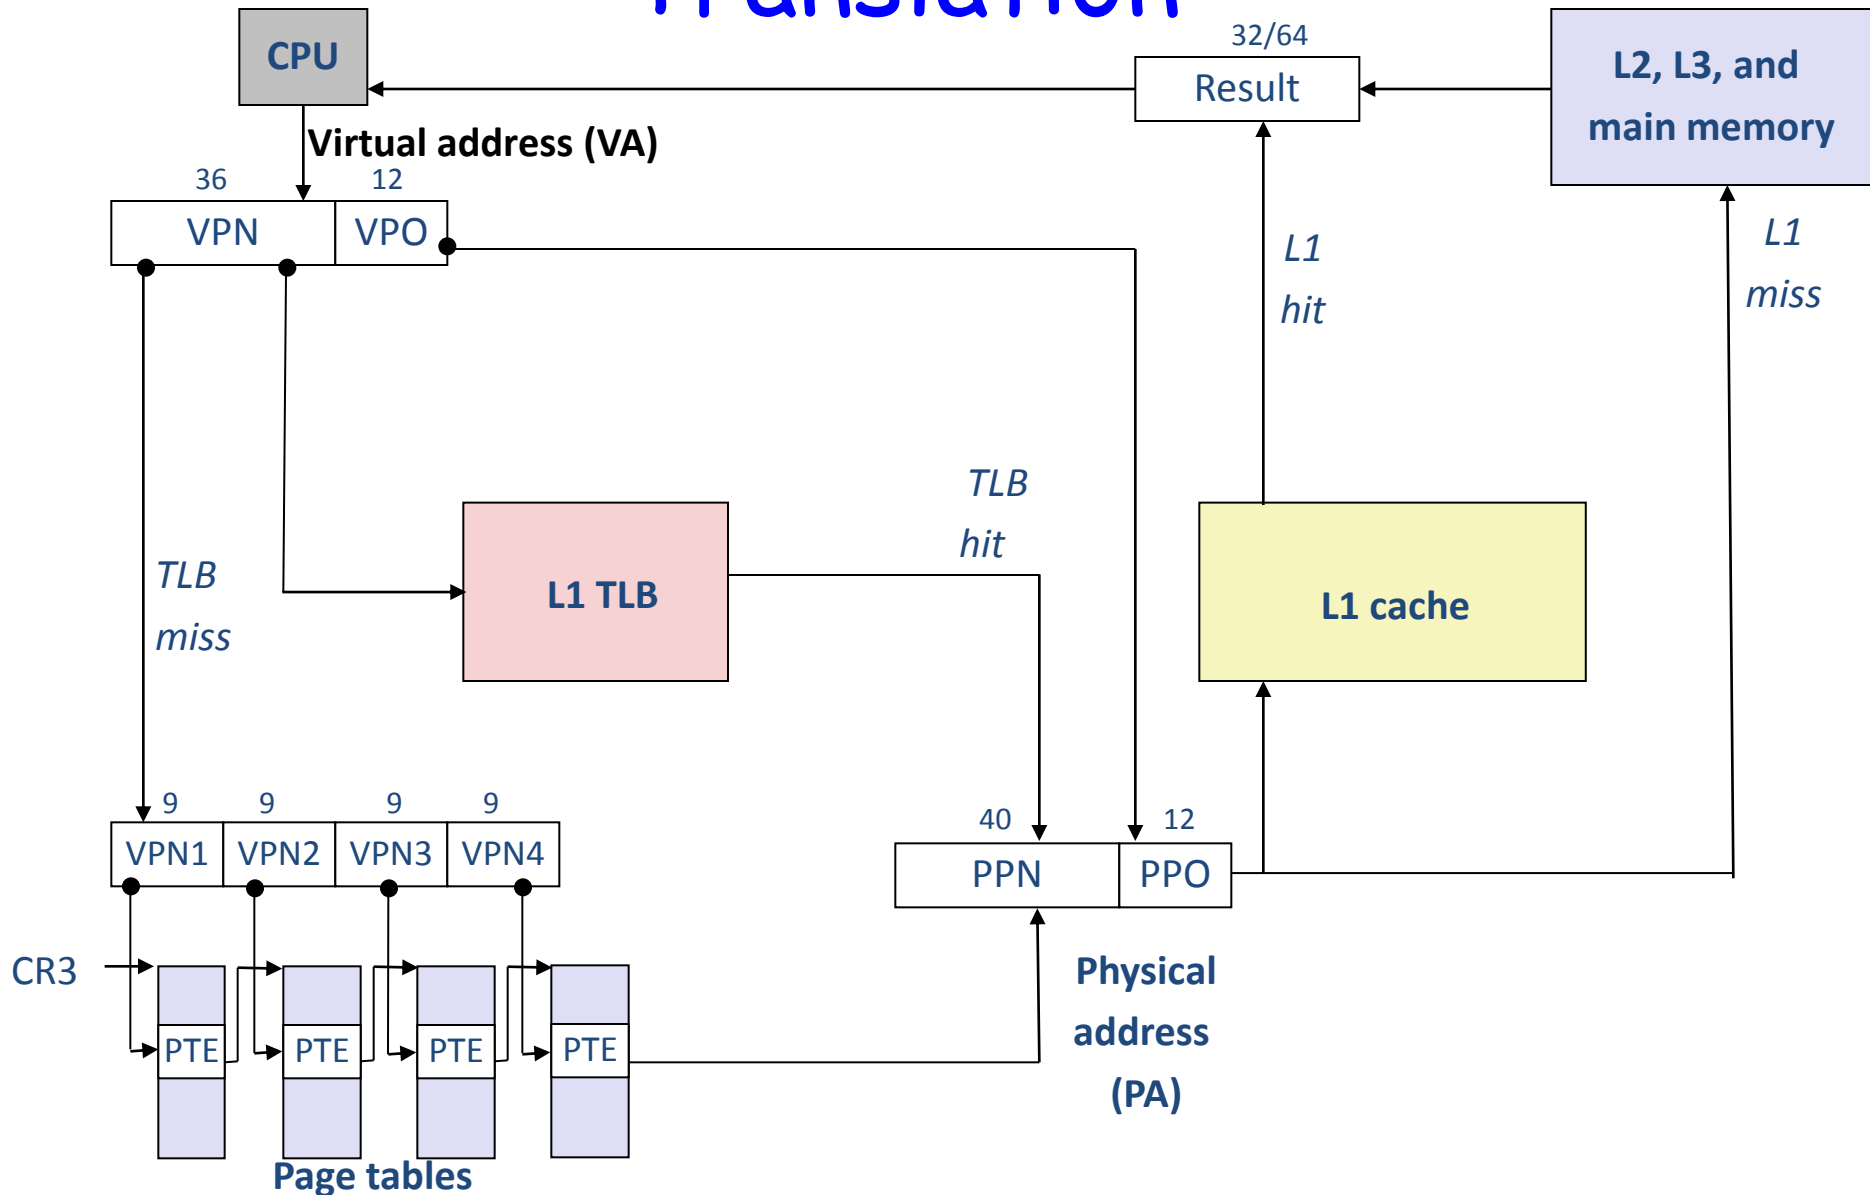 Translation
CPU
32/64
Result
L2, L3, and
main memory
Virtual address (VA)
36
12
VPN
VPO
L1
hit
L1
miss
TLB
hit
TLB
miss
L1 TLB
L1 cache
9
9
9
9
VPN1
VPN2
VPN3
VPN4
40
12
PPN
PPO
CR3
PTE
PTE
PTE
PTE
Physical
address
(PA)
Page tables